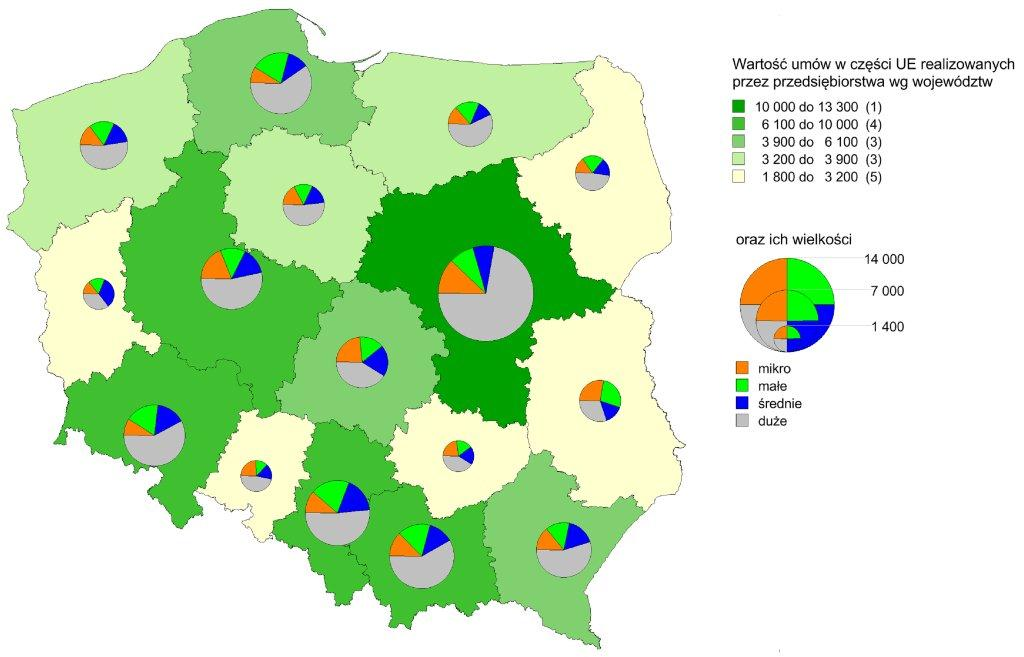 Wartość umów w części UE realizowanych
przez przedsiębiorstwa wg województw
10 000 do 13 300 (1)
6 100 do 10 000 (4)
3 900 do 6 100 (3)
3 200 do 3 900 (3)
1 800 do 3 200 (5)
oraz ich wielkości
14 000
7 000
1 400
mikro
małe
średnie
duże